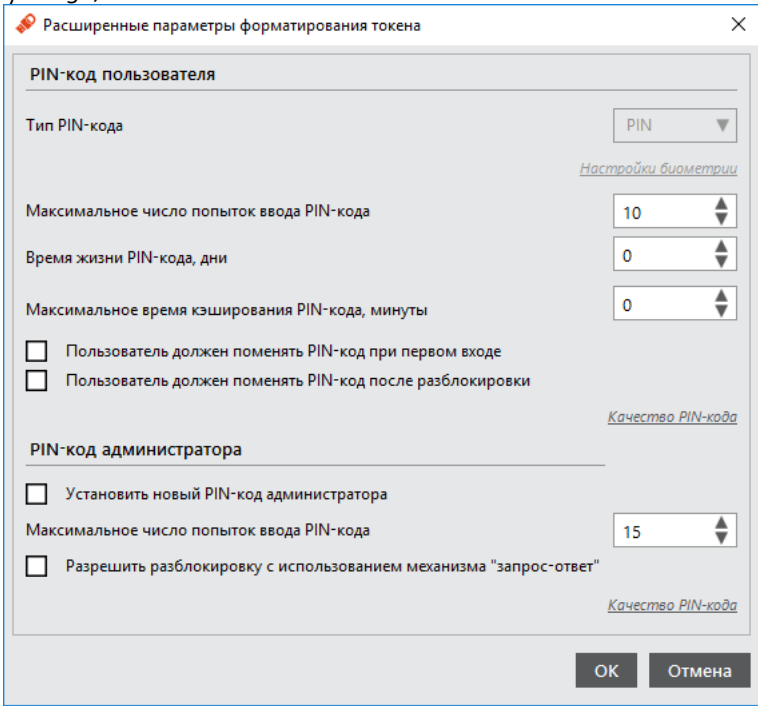 Расширенные параметры форматирования токена
PIN-код пользователя
Тип PIN-кода
PIN
Настройки биометрии
Максимальное число попыток ввода PIN-кода
10
Время жизни PIN-кода, дни
0
Максимальное время кэширования PIN-кода, минуты
0
Пользователь должен поменять PIN-код при первом входе
Пользователь должен поменять PIN-код после разблокировки
Качество PIN-кода
PIN-код администратора
Установить новый PIN-код администратора
Максимальное число попыток ввода PIN-кода
15
Разрешить разблокировку с использованием механизма "запрос-ответ"
Качество PIN-кода
ОК
Отмена